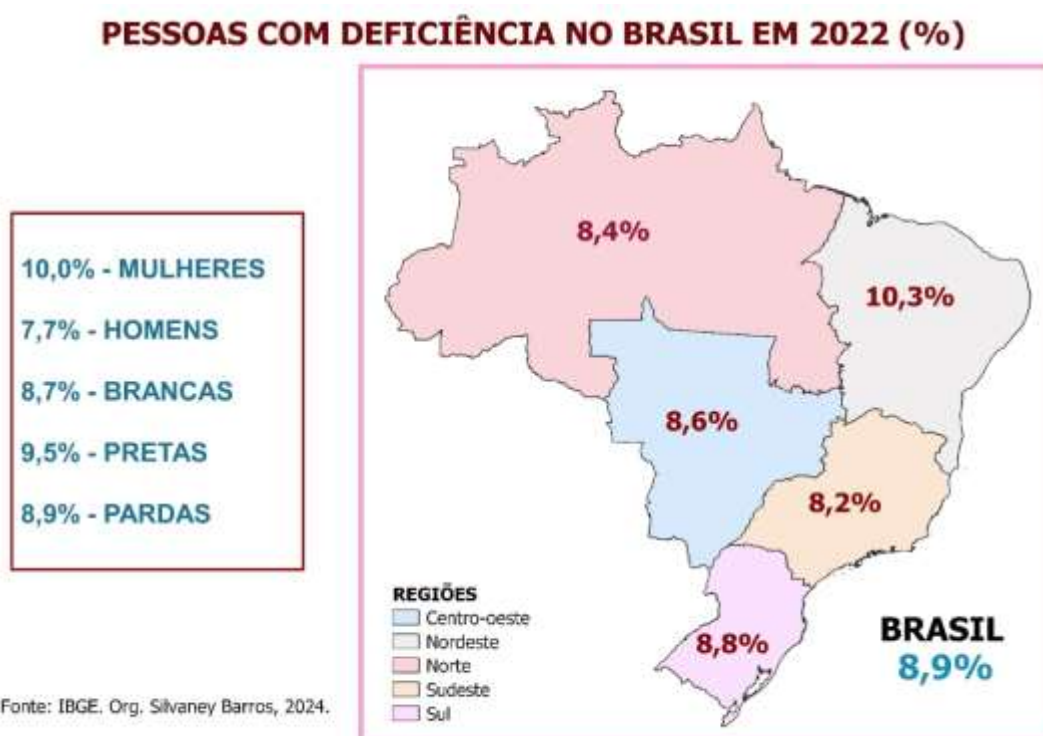 PESSOAS COM DEFICIÊNCIA NO BRASIL EM 2022 (%)
10,0% - MULHERES
7,7% - HOMENS
8,7% - BRANCAS
9,5% - PRETAS
8,9% - PARDAS
8,4%
10,3%
8,6%
8,2%
8,8%
REGIÕES
Centro-oeste
Nordeste
Norte
Sudeste
Sul
BRASIL
8,9%
Fonte: IBGE. Org. Silvaney Barros, 2024.